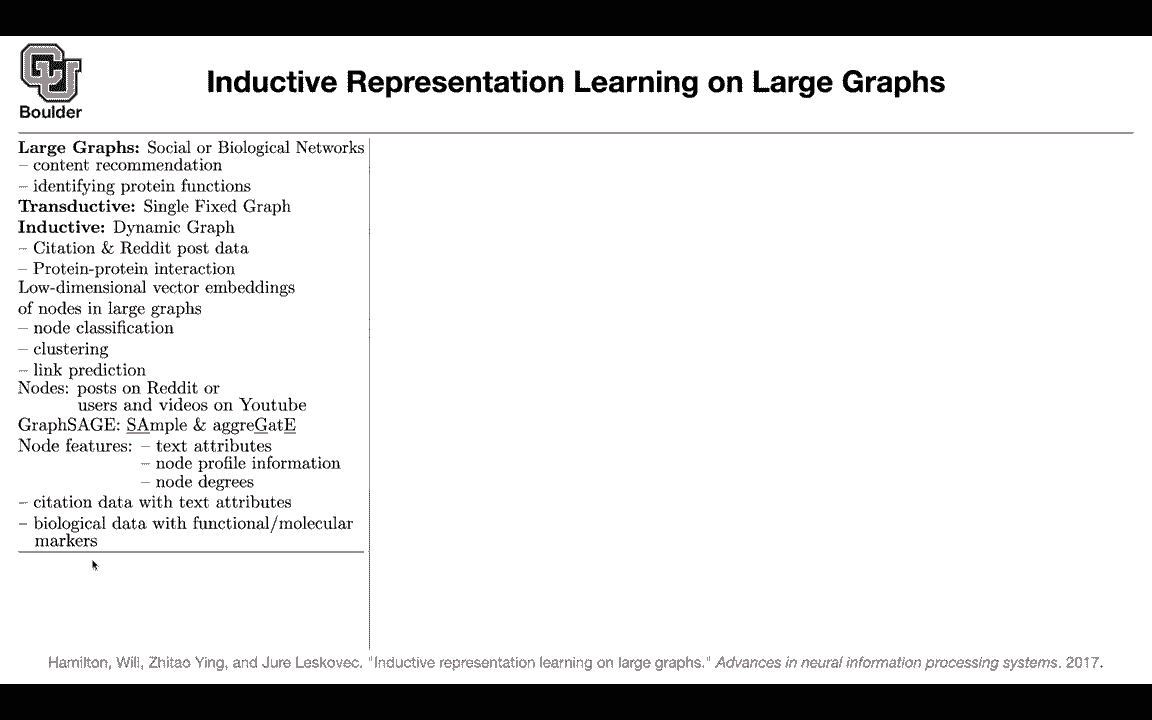 Boulder
Inductive Representation Learning on Large Graphs
Large Graphs: Social or Biological Networks
– content recommendation
– identifying protein functions
Transductive: Single Fixed Graph
Inductive: Dynamic Graph
– Citation & Reddit post data
– Protein-protein interaction
Low-dimensional vector embeddings
of nodes in large graphs
– node classification
– clustering
– link prediction
Nodes: posts on Reddit or
users and videos on Youtube
GraphSAGE: SAmple & aggreGatE
Node features: – text attributes
– node profile information
– node degrees
– citation data with text attributes
– biological data with functional/molecular
markers
Hamilton, Will, Zhitao Ying, and Jure Leskovec. "Inductive representation learning on large graphs." Advances in neural information processing systems. 2017.